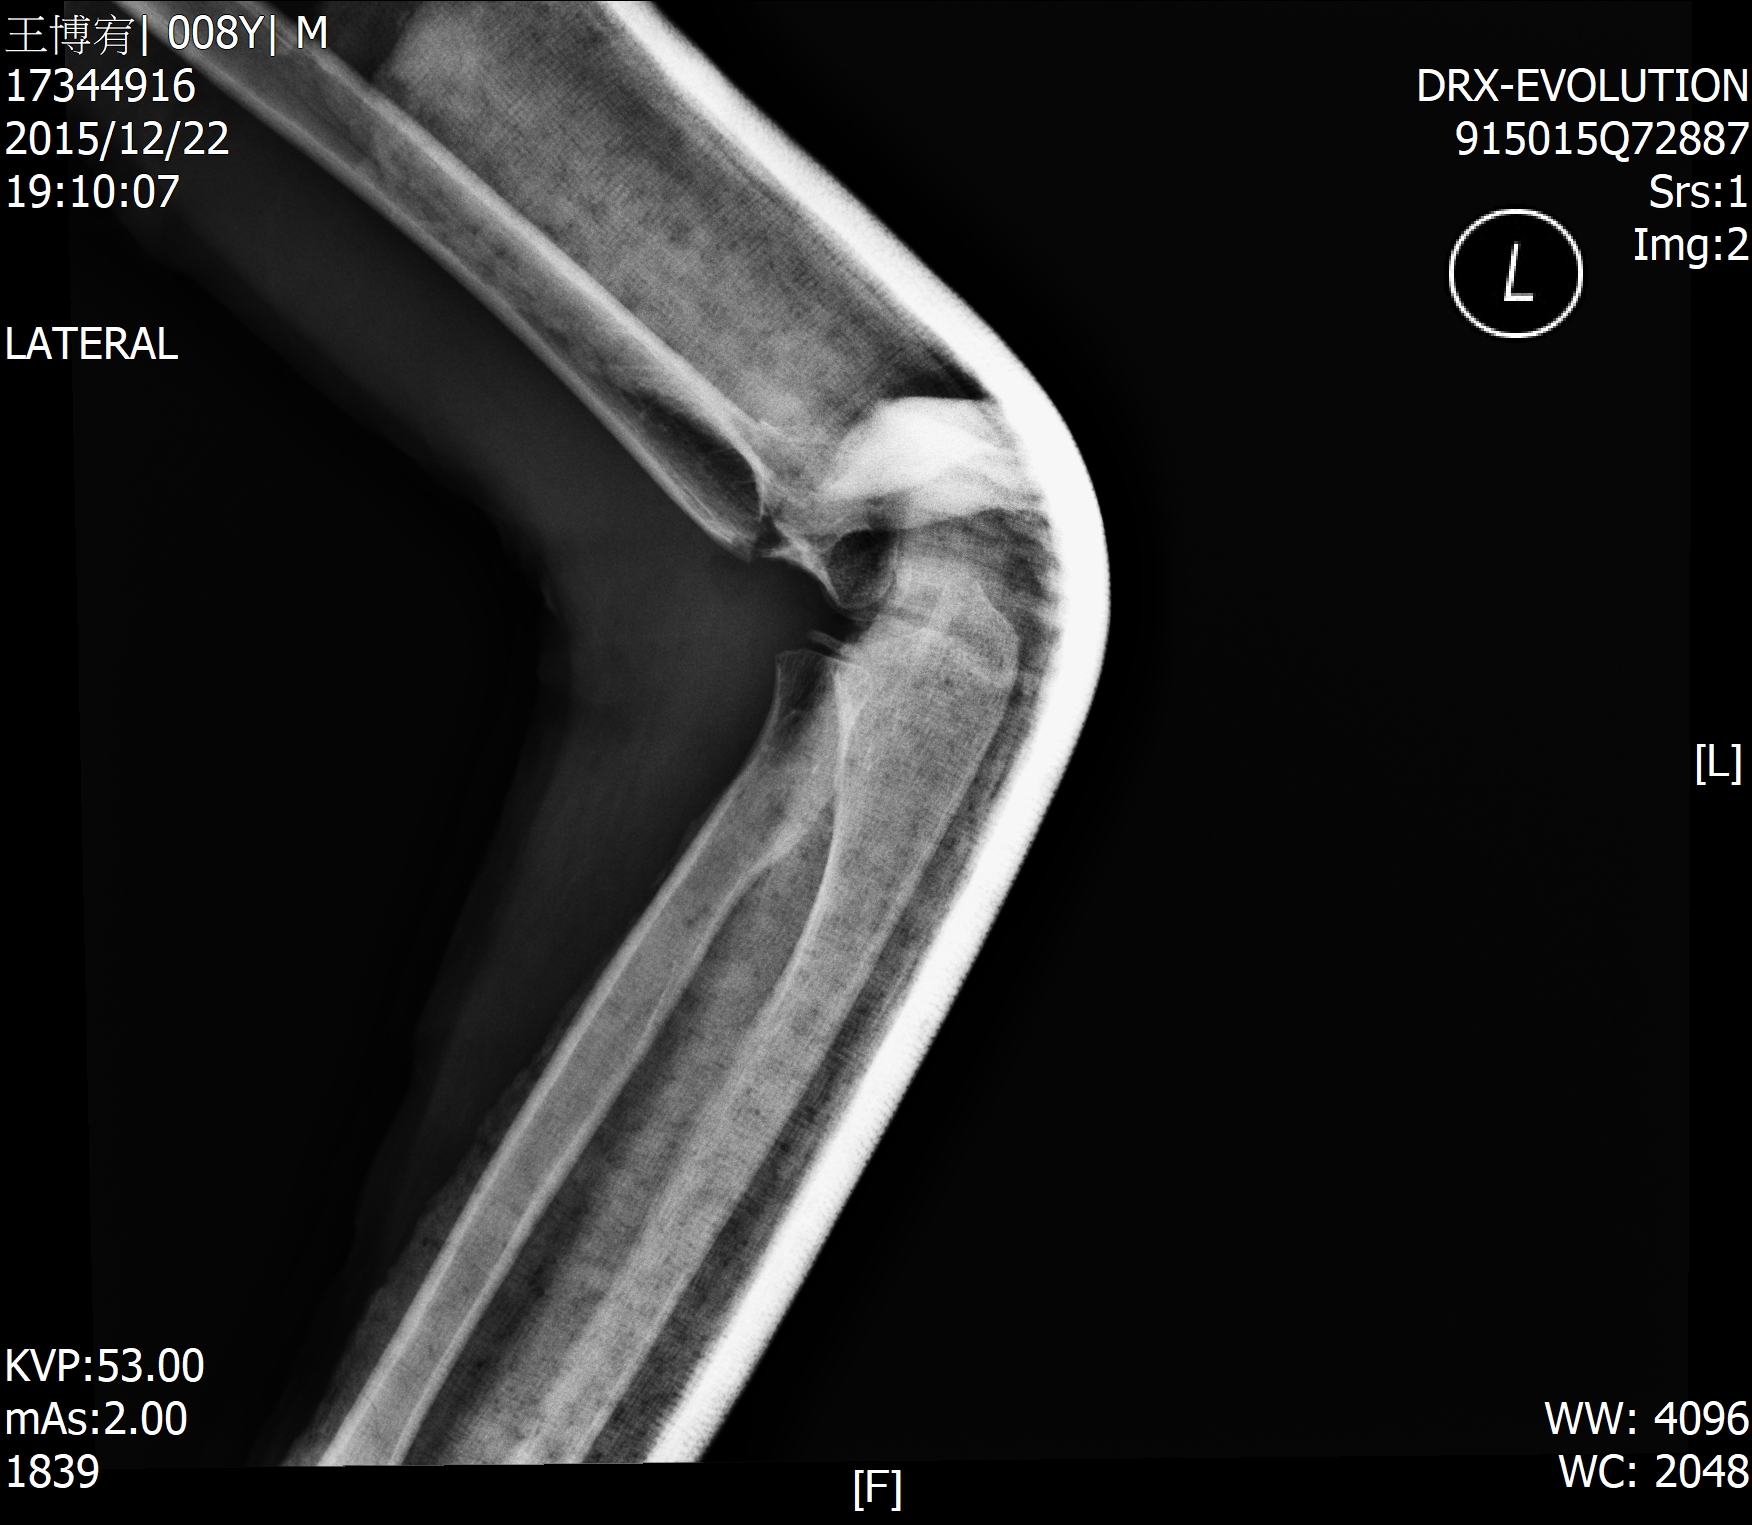 王博宥| 008Y| M
17344916
2015/12/22
19:10:07
LATERAL
DRX-EVOLUTION
915015Q72887
Srs:1
Img:2
L
[L]
KVP:53.00
mAs:2.00
1839
[F]
WW: 4096
WC: 2048